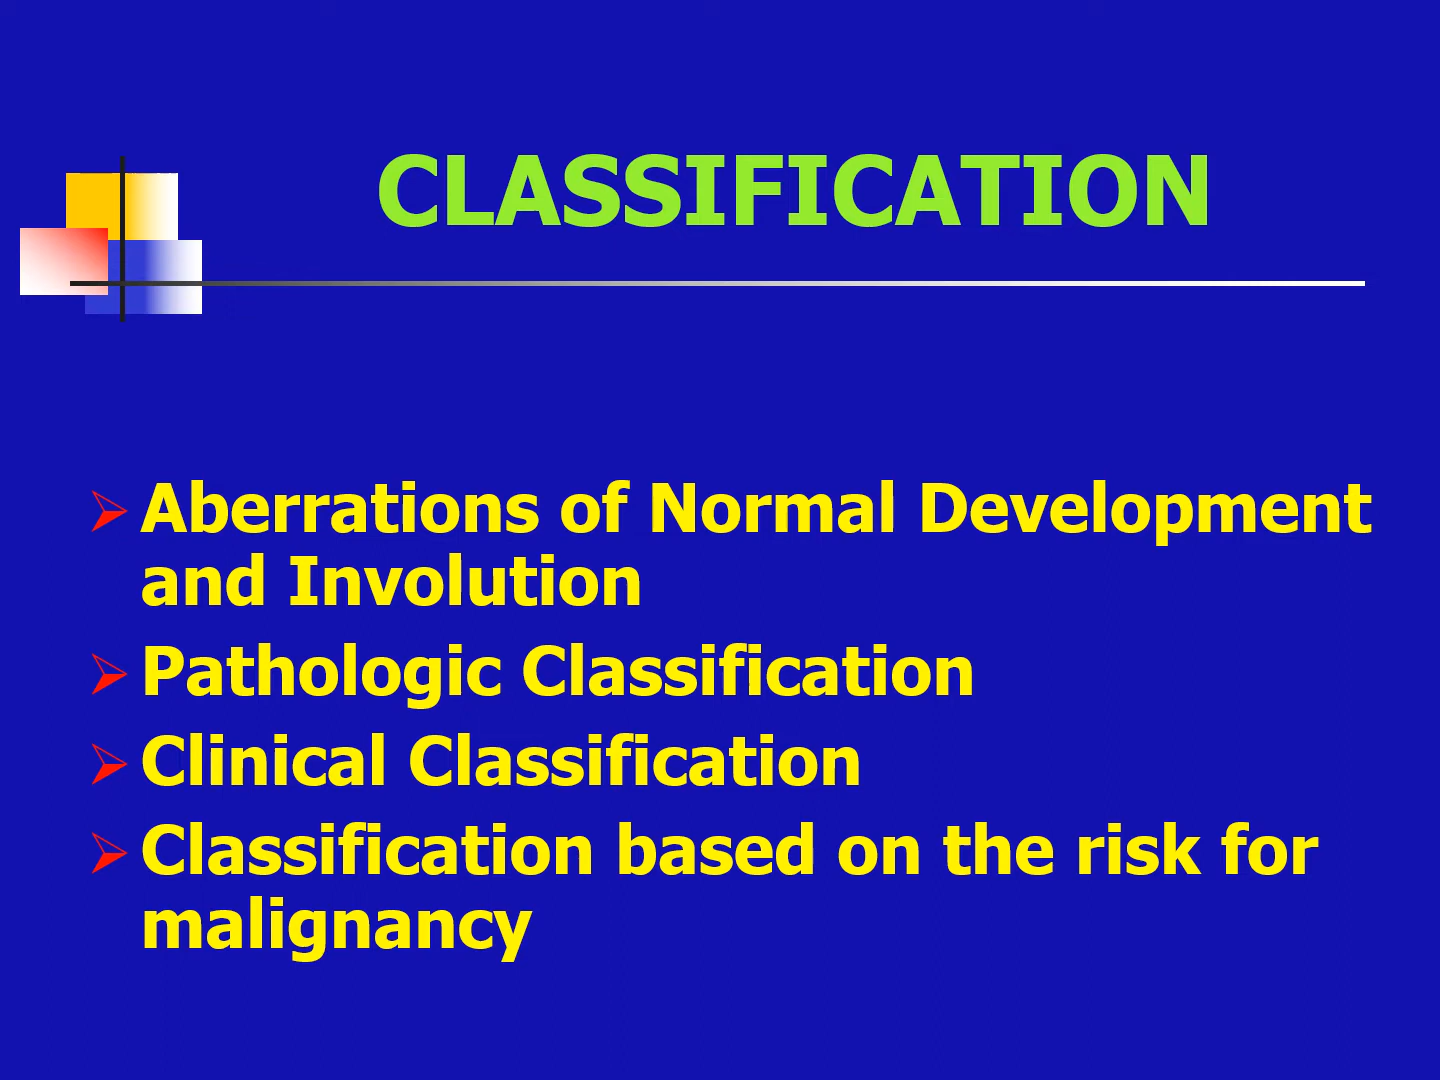 CLASSIFICATION
Aberrations of Normal Development
and Involution
Pathologic Classification
Clinical Classification
Classification based on the risk for
malignancy